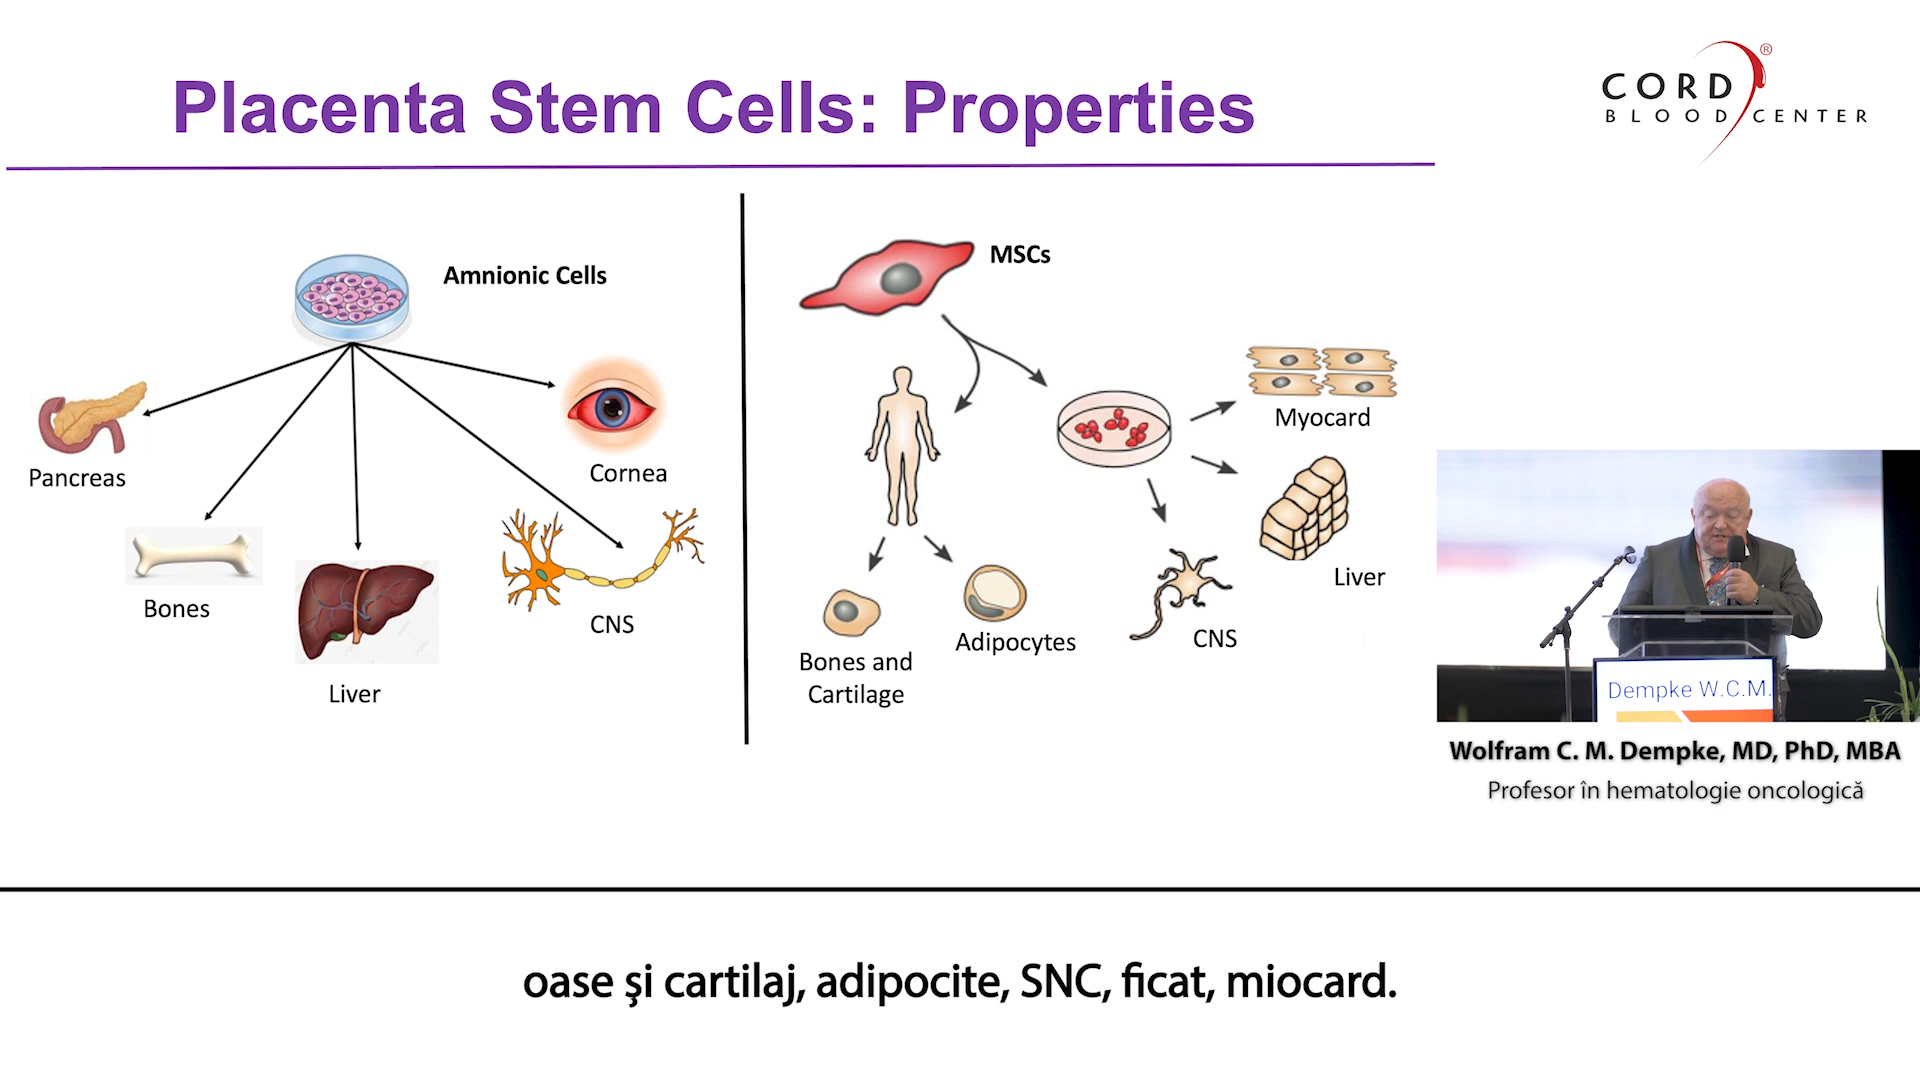 Placenta Stem Cells: Properties
CORD
BLOOD CENTER
®
Amnionic Cells
Pancreas
Bones
Liver
CNS
Cornea
MSCs
Myocard
Liver
CNS
Adipocytes
Bones and
Cartilage
Dempke W.C.M.
Wolfram C. M. Dempke, MD, PhD, MBA
Profesor în hematologie oncologică
oase şi cartilaj, adipocite, SNC, ficat, miocard.